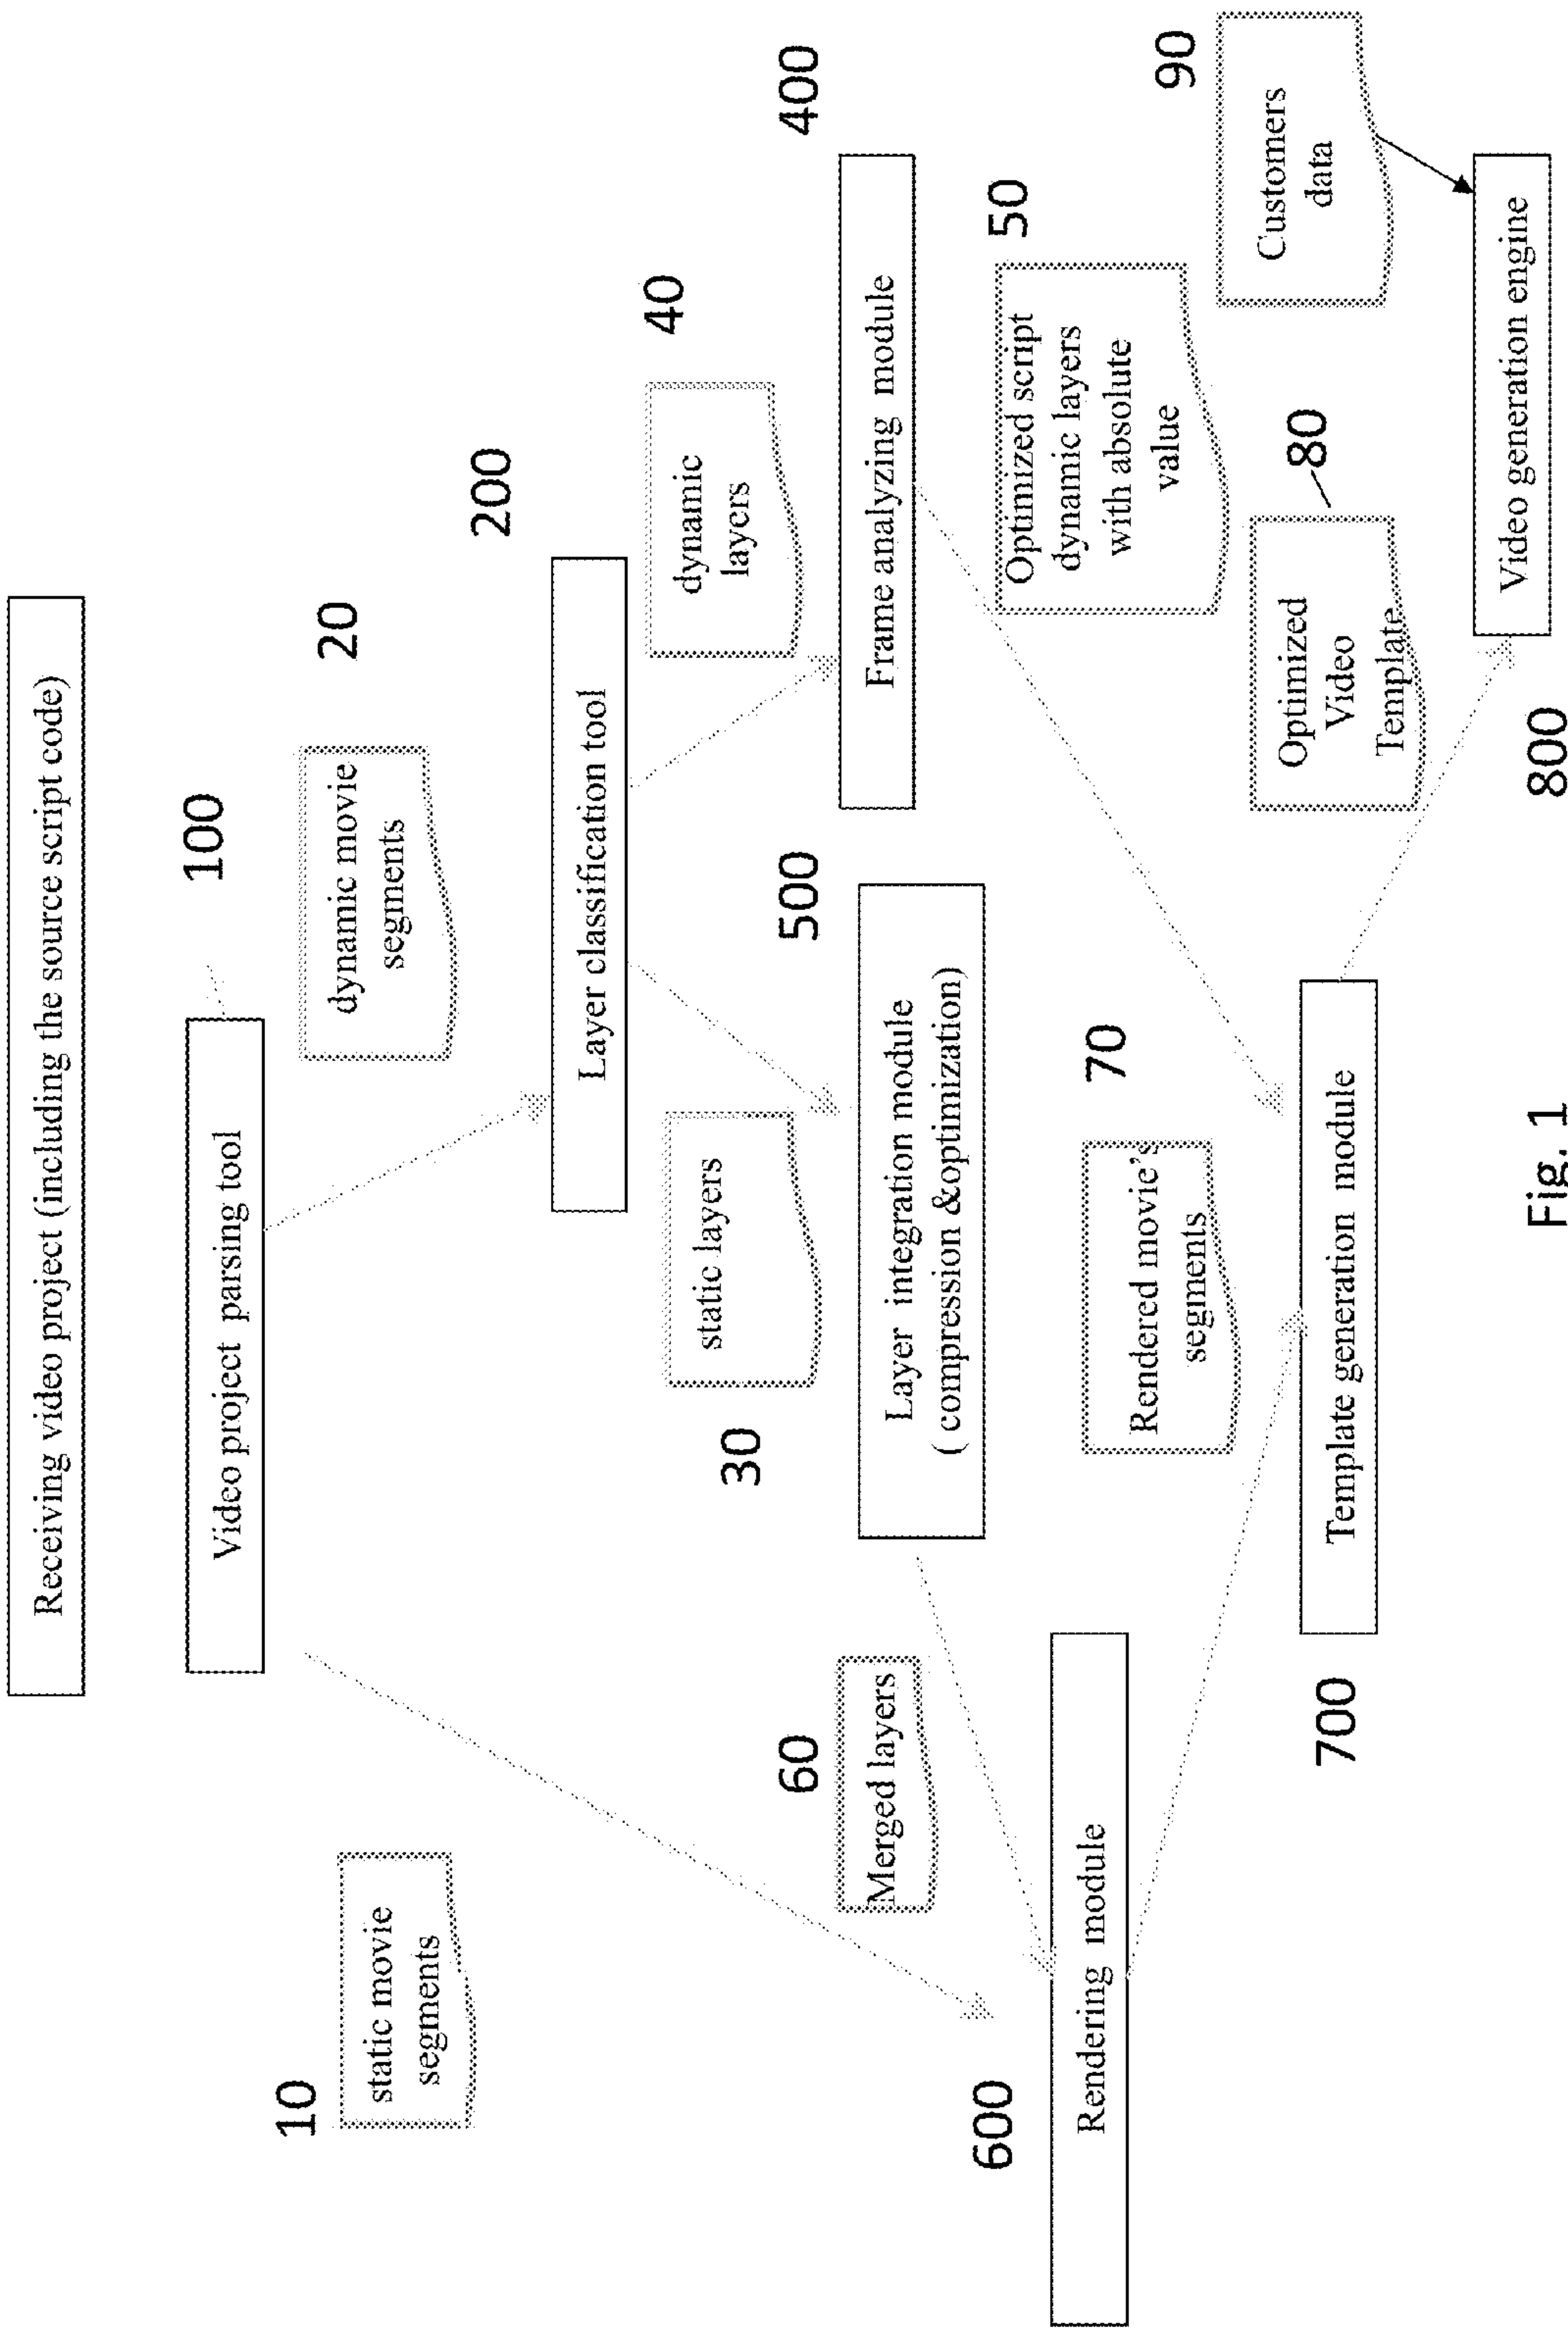 Receiving video project (including the source script code)
100
Video project parsing tool
10
static movie
segments
20
dynamic movie
segments
200
Layer classification tool
30
static layers
40
dynamic
layers
500
Layer integration module
( compression &optimization)
400
Frame analyzing module
60
Merged layers
50
Optimized script
dynamic layers
with absolute
value
600
Rendering module
70
Rendered movie's
segments
80
Optimized
Video
Template
90
Customers
data
700
Template generation module
800
Video generation engine
Fig. 1